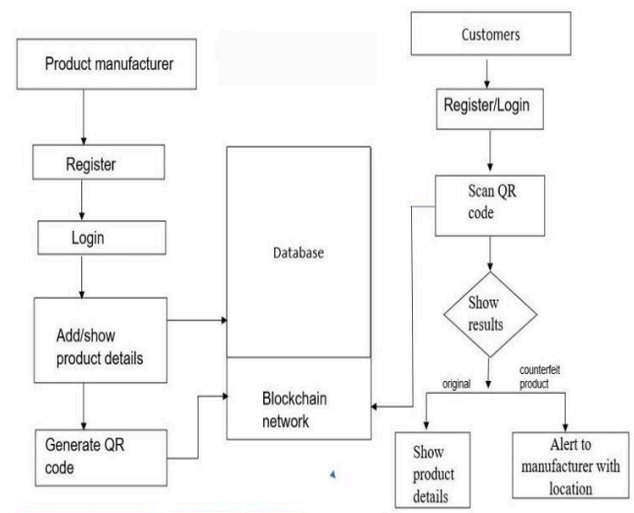 Product manufacturer
Register
Login
Add/show
product details
Generate QR
code
Database
Blockchain
network
Customers
Register/Login
Scan QR
code
Show
results
original
counterfeit
product
Show
product
details
Alert to
manufacturer with
location